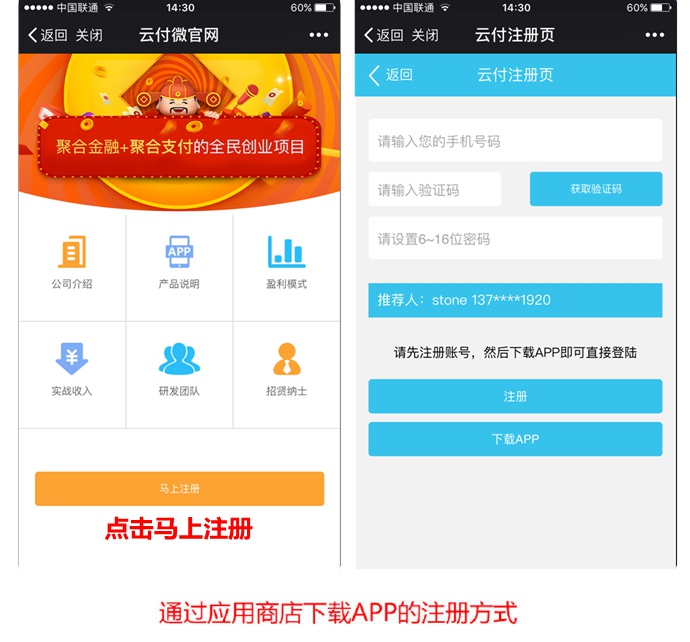 中国联通 14:30 60%
返回 关闭 云付微官网
聚合金融+聚合支付的全民创业项目
公司介绍 产品说明 盈利模式
APP
实战收入 研发团队 招贤纳士
马上注册
点击马上注册
中国联通 14:30 60%
返回 关闭 云付注册页
返回 云付注册页
请输入您的手机号码
请输入验证码 获取验证码
请设置6~16位密码
推荐人：stone 137****1920
请先注册账号，然后下载APP即可直接登陆
注册
下载APP
通过应用商店下载APP的注册方式